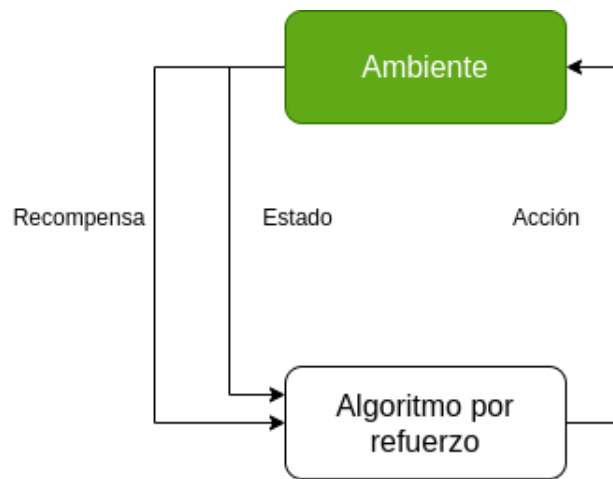 Ambiente
Recompensa
Estado
Acción
Algoritmo por
refuerzo